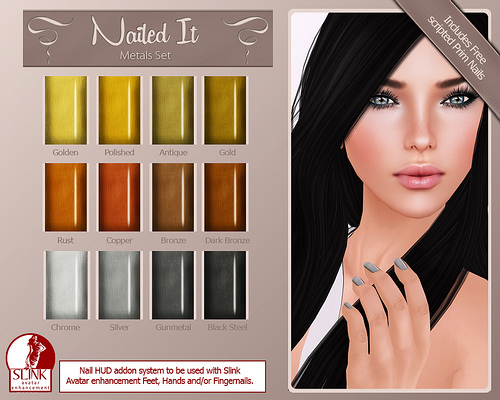 Nailed It
Metals Set
Includes Free
scripted Prim Nails
Golden
Polished
Antique
Gold
Rust
Copper
Bronze
Dark Bronze
Chrome
Silver
Gunmetal
Black Steel
SLINK
avatar
enhancement
Nail HUD addon system to be used with Slink
Avatar enhancement Feet, Hands and/or Fingernails.